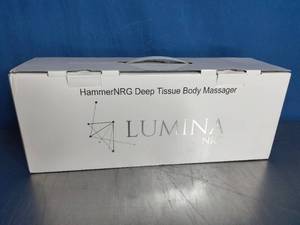 HammerNRG Deep Tissue Body Massager
LUMINA
NRG